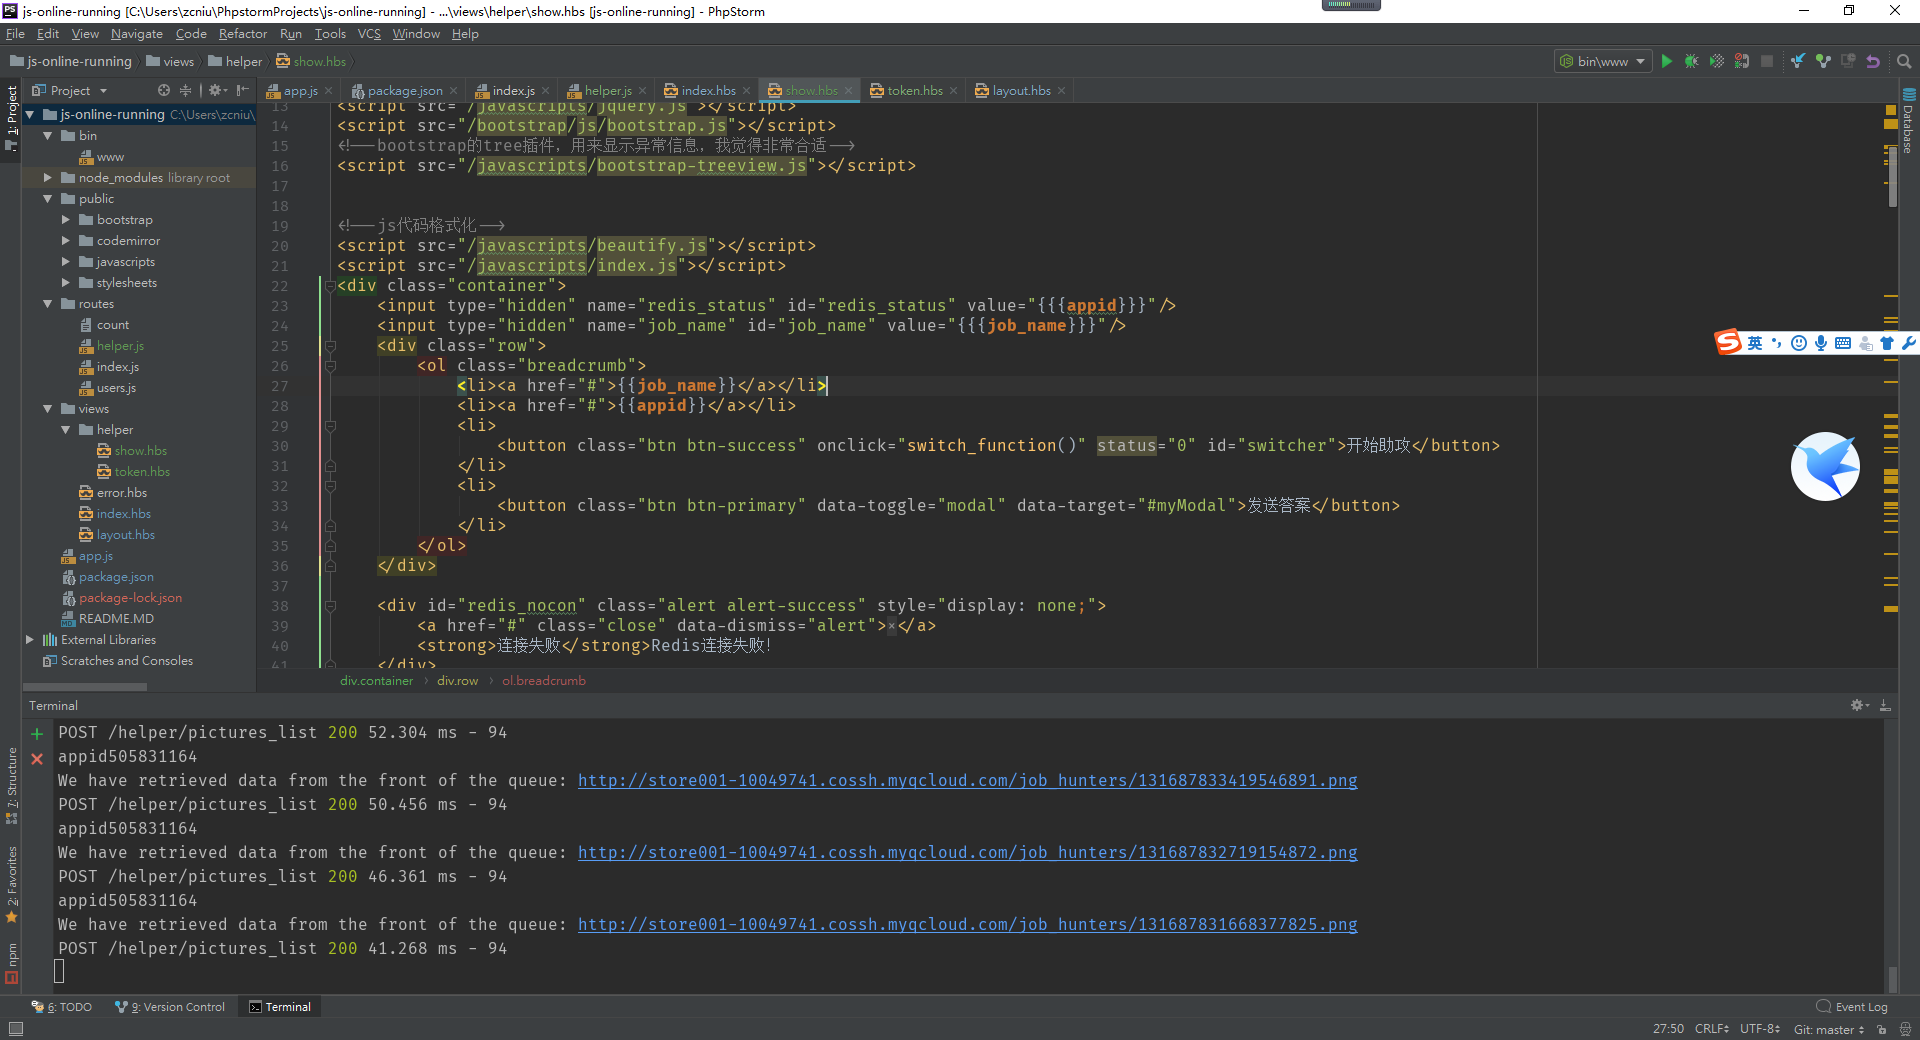 js-online-running [C:\Users\zcniu\PhpstormProjects\js-online-running] - ...\views\helper\show.hbs [js-online-running] - PhpStorm
File Edit View Navigate Code Refactor Run Tools VCS Window Help
js-online-running views helper show.hbs bin\www
Project app.js package.json index.js helper.js index.hbs show.hbs token.hbs layout.hbs
1: Project
Database
js-online-running C:\Users\zcniu\
bin
www
node_modules library root
public
bootstrap
codemirror
javascripts
stylesheets
routes
count
helper.js
index.js
users.js
views
helper
show.hbs
token.hbs
error.hbs
index.hbs
layout.hbs
app.js
package.json
package-lock.json
README.MD
External Libraries
Scratches and Consoles
13 <script src="/javascripts/jquery.js"></script>
14 <script src="/bootstrap/js/bootstrap.js"></script>
15 <!--bootstrap的tree插件，用来显示异常信息，我觉得非常合适-->
16 <script src="/javascripts/bootstrap-treeview.js"></script>
17
18
19 <!--js代码格式化-->
20 <script src="/javascripts/beautify.js"></script>
21 <script src="/javascripts/index.js"></script>
22 <div class="container">
23 <input type="hidden" name="redis_status" id="redis_status" value="{{{appid}}}"/>
24 <input type="hidden" name="job_name" id="job_name" value="{{{job_name}}}"/>
25 <div class="row">
26 <ol class="breadcrumb">
27 <li><a href="#">{{job_name}}</a></li>
28 <li><a href="#">{{appid}}</a></li>
29 <li>
30 <button class="btn btn-success" onclick="switch_function()" status="0" id="switcher">开始助攻</button>
31 </li>
32 <li>
33 <button class="btn btn-primary" data-toggle="modal" data-target="#myModal">发送答案</button>
34 </li>
35 </ol>
36 </div>
37
38 <div id="redis_nocon" class="alert alert-success" style="display: none;">
39 <a href="#" class="close" data-dismiss="alert">×</a>
40 <strong>连接失败</strong>Redis连接失败!
41 </div>
英
div.container div.row ol.breadcrumb
Terminal
POST /helper/pictures_list 200 52.304 ms - 94
appid505831164
We have retrieved data from the front of the queue: http://store001-10049741.cossh.myqcloud.com/job_hunters/131687833419546891.png
POST /helper/pictures_list 200 50.456 ms - 94
appid505831164
We have retrieved data from the front of the queue: http://store001-10049741.cossh.myqcloud.com/job_hunters/131687832719154872.png
POST /helper/pictures_list 200 46.361 ms - 94
appid505831164
We have retrieved data from the front of the queue: http://store001-10049741.cossh.myqcloud.com/job_hunters/131687831668377825.png
POST /helper/pictures_list 200 41.268 ms - 94
7: Structure
2: Favorites
npm
6: TODO 9: Version Control Terminal Event Log
27:50 CRLF UTF-8 Git: master